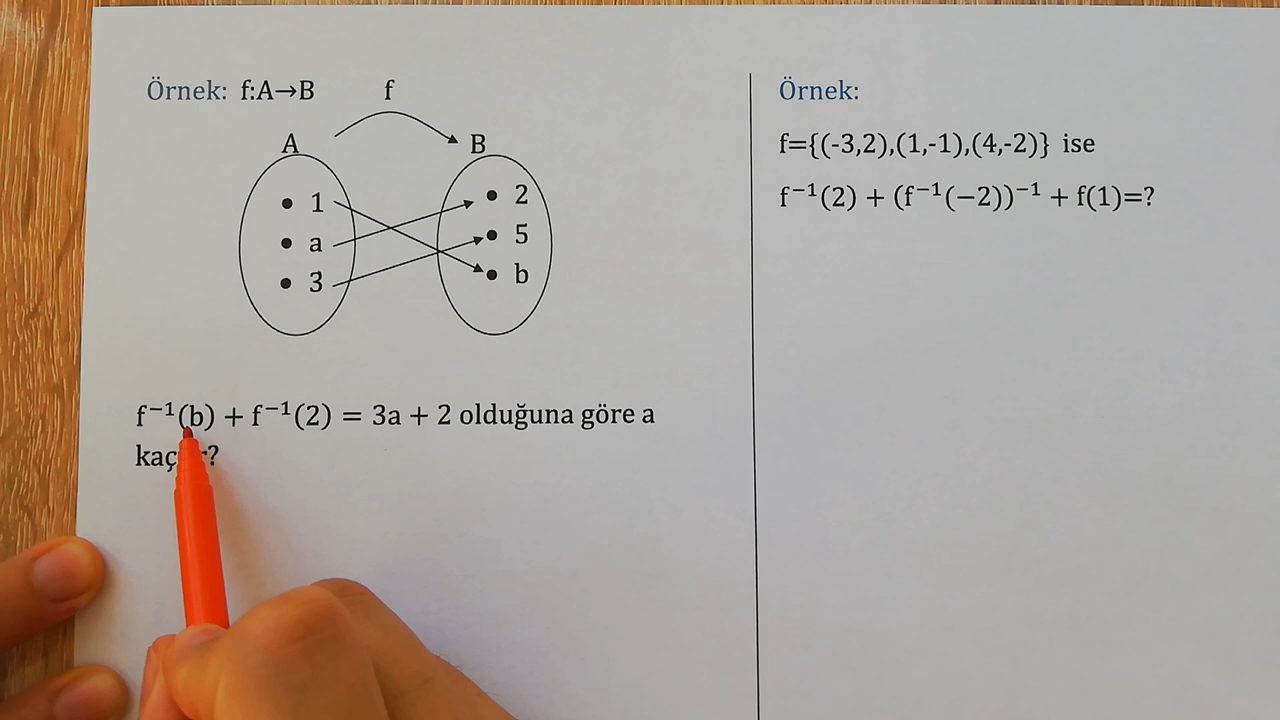 Örnek: f:A→B
f
A
B
1
a
3
2
5
b
f⁻¹(b) + f⁻¹(2) = 3a + 2 olduğuna göre a
?
Örnek:
f={(-3,2),(1,-1),(4,-2)} ise
f⁻¹(2) + (f⁻¹(−2))⁻¹ + f(1)=?